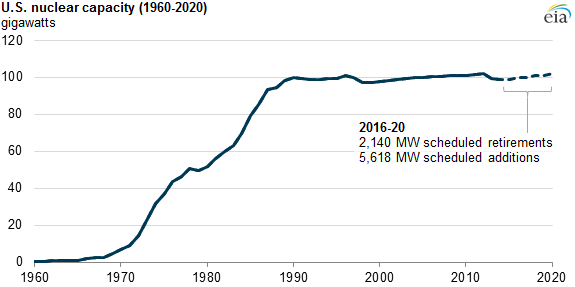 U.S. nuclear capacity (1960-2020)
gigawatts
eia
120
100
80
60
40
20
0
2016-20
2,140 MW scheduled retirements
5,618 MW scheduled additions
1960 1970 1980 1990 2000 2010 2020